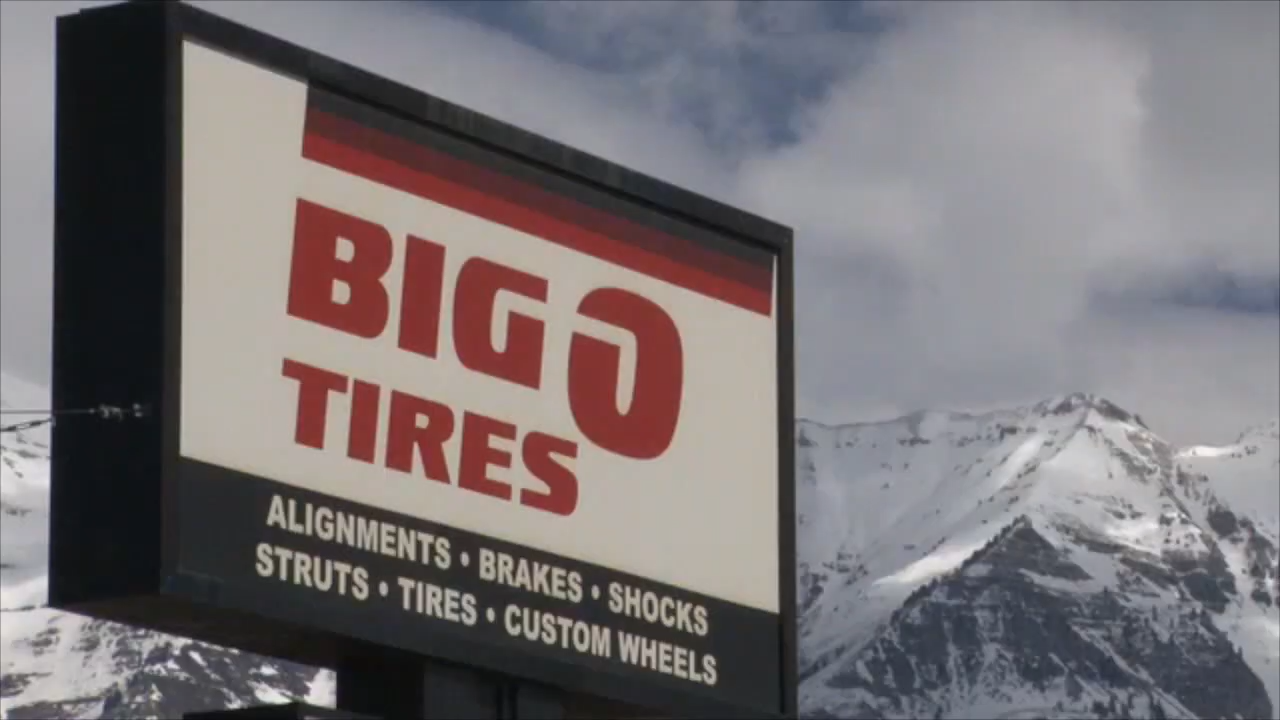 BIG O
TIRES
ALIGNMENTS • BRAKES • SHOCKS
STRUTS • TIRES • CUSTOM WHEELS